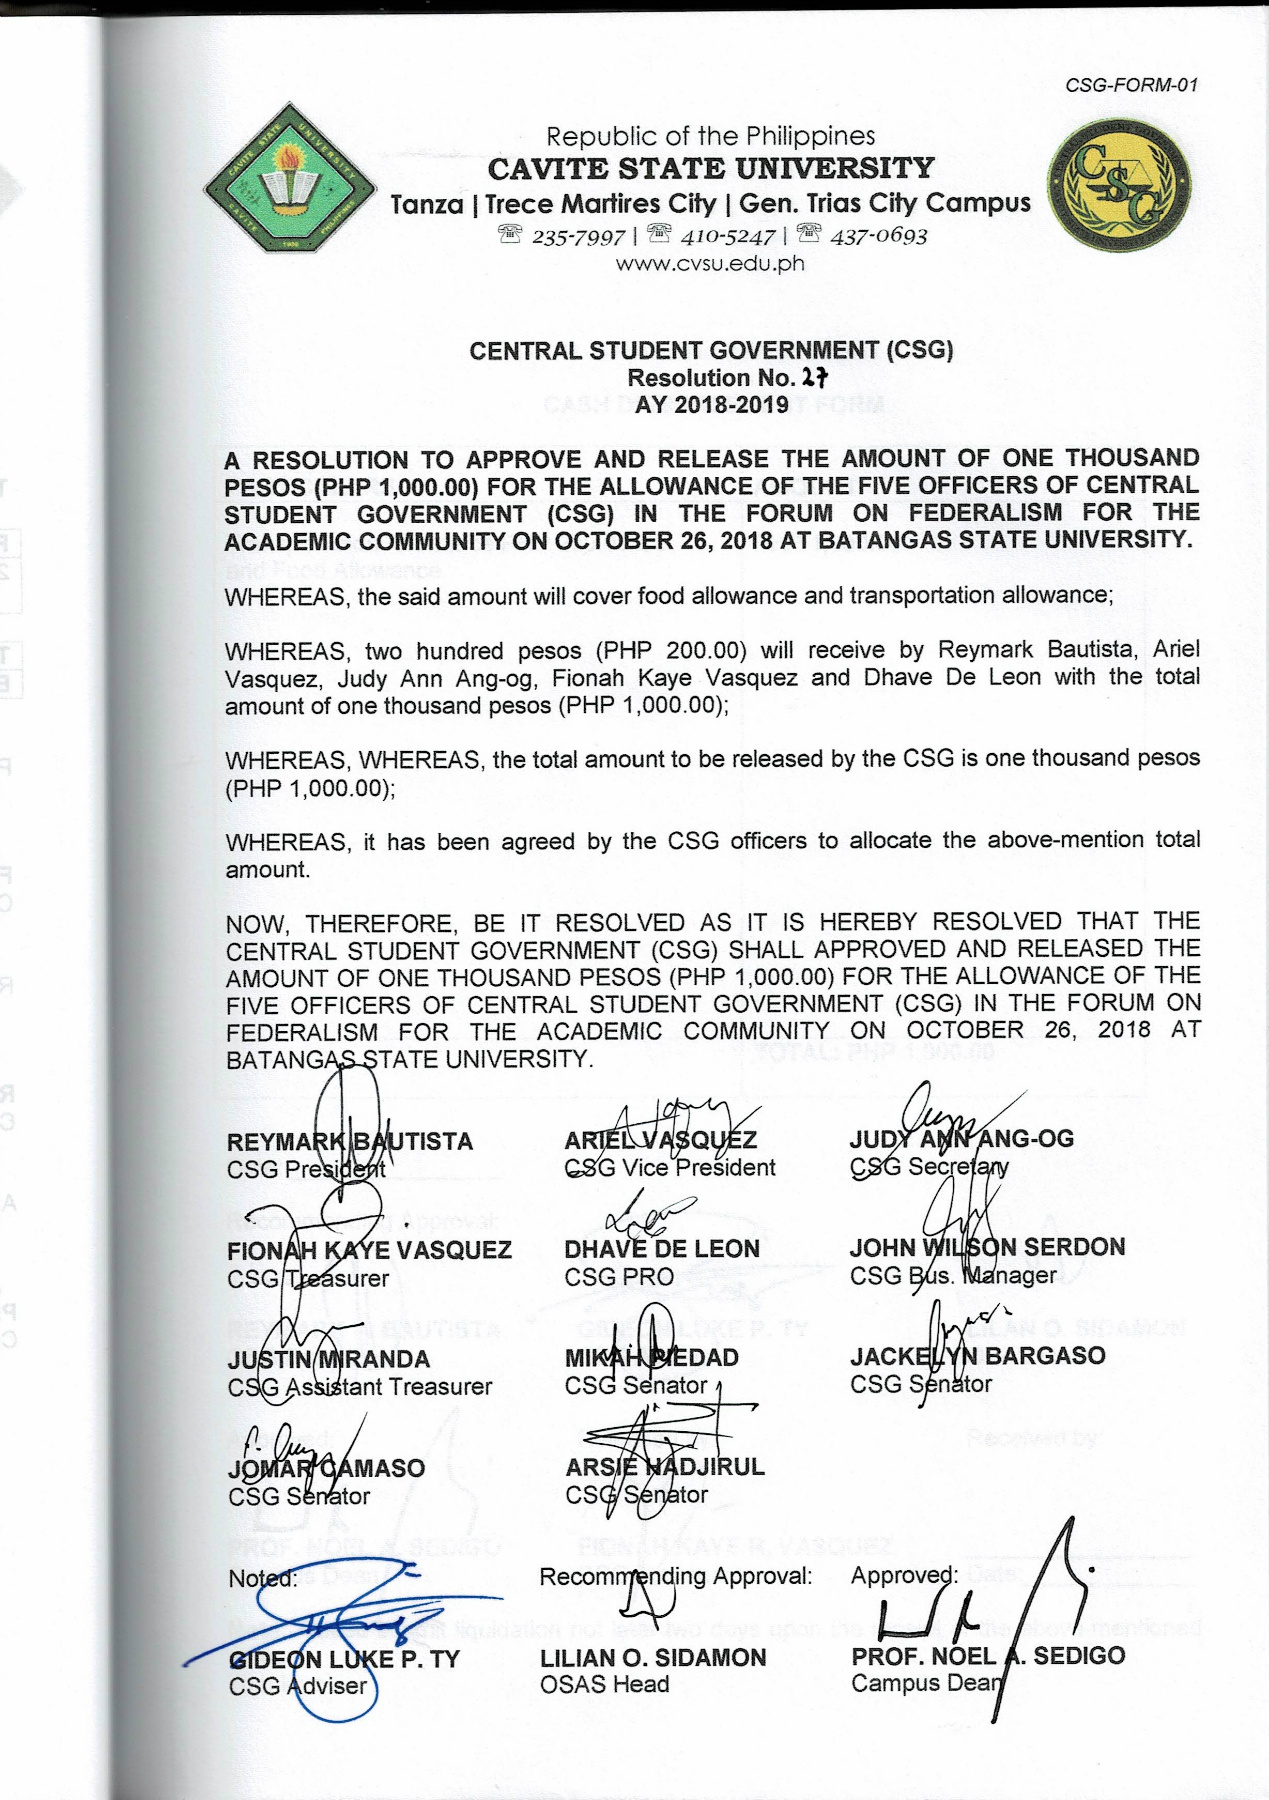 CSG-FORM-01
Republic of the Philippines
CAVITE STATE UNIVERSITY
Tanza | Trece Martires City | Gen. Trias City Campus
☏ 235-7997 | ☏ 410-5247 | ☏ 437-0693
www.cvsu.edu.ph
CENTRAL STUDENT GOVERNMENT (CSG)
Resolution No. 27
AY 2018-2019
A RESOLUTION TO APPROVE AND RELEASE THE AMOUNT OF ONE THOUSAND
PESOS (PHP 1,000.00) FOR THE ALLOWANCE OF THE FIVE OFFICERS OF CENTRAL
STUDENT GOVERNMENT (CSG) IN THE FORUM ON FEDERALISM FOR THE
ACADEMIC COMMUNITY ON OCTOBER 26, 2018 AT BATANGAS STATE UNIVERSITY.
WHEREAS, the said amount will cover food allowance and transportation allowance;
WHEREAS, two hundred pesos (PHP 200.00) will receive by Reymark Bautista, Ariel
Vasquez, Judy Ann Ang-og, Fionah Kaye Vasquez and Dhave De Leon with the total
amount of one thousand pesos (PHP 1,000.00);
WHEREAS, WHEREAS, the total amount to be released by the CSG is one thousand pesos
(PHP 1,000.00);
WHEREAS, it has been agreed by the CSG officers to allocate the above-mention total
amount.
NOW, THEREFORE, BE IT RESOLVED AS IT IS HEREBY RESOLVED THAT THE
CENTRAL STUDENT GOVERNMENT (CSG) SHALL APPROVED AND RELEASED THE
AMOUNT OF ONE THOUSAND PESOS (PHP 1,000.00) FOR THE ALLOWANCE OF THE
FIVE OFFICERS OF CENTRAL STUDENT GOVERNMENT (CSG) IN THE FORUM ON
FEDERALISM FOR THE ACADEMIC COMMUNITY ON OCTOBER 26, 2018 AT
BATANGAS STATE UNIVERSITY.
REYMARK BAUTISTA ARIEL VASQUEZ JUDY ANN ANG-OG
CSG President CSG Vice President CSG Secretary
FIONAH KAYE VASQUEZ DHAVE DE LEON JOHN WILSON SERDON
CSG Treasurer CSG PRO CSG Bus. Manager
JUSTIN MIRANDA MIKAH PIEDAD JACKELYN BARGASO
CSG Assistant Treasurer CSG Senator CSG Senator
JOMAR CAMASO ARSIE HADJIRUL
CSG Senator CSG Senator
Noted: Recommending Approval: Approved:
GIDEON LUKE P. TY LILIAN O. SIDAMON PROF. NOEL A. SEDIGO
CSG Adviser OSAS Head Campus Dean